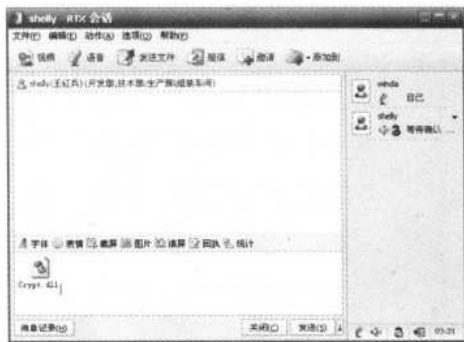 shelly - RTX 会话
文件(F) 编辑(E) 动作(A) 选项(O) 帮助(H)
视频 语音 发送文件 短信 邀请 添加到
shelly(王红兵)(开发部,技术部,生产部\组装车间)
winda
自己
shelly
等待确认 ...
字体 表情 截屏 图片 清屏 回执 统计
Crypt.dll
消息记录(H) 关闭(C) 发送(S)